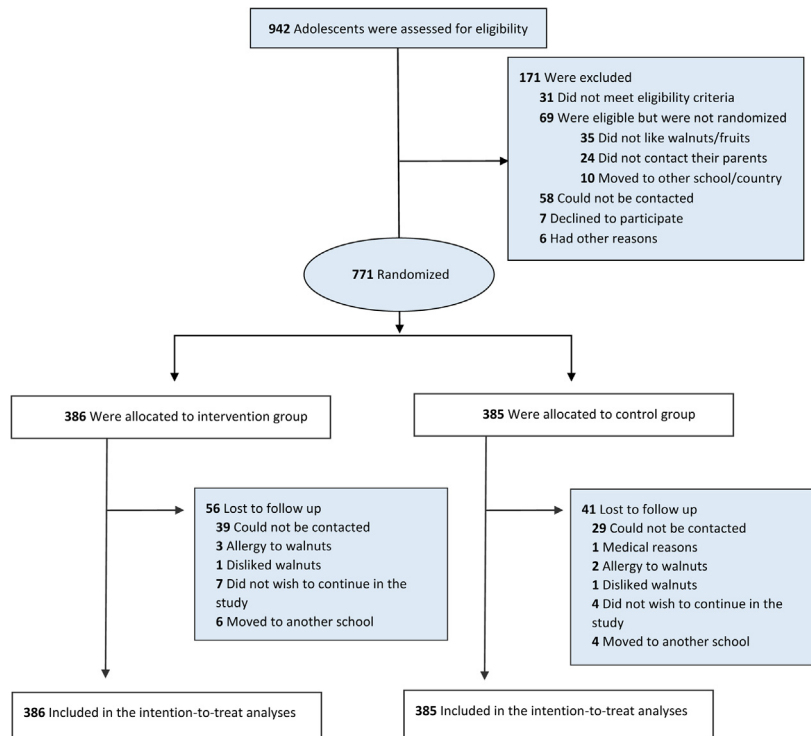 942 Adolescents were assessed for eligibility
171 Were excluded
31 Did not meet eligibility criteria
69 Were eligible but were not randomized
35 Did not like walnuts/fruits
24 Did not contact their parents
10 Moved to other school/country
58 Could not be contacted
7 Declined to participate
6 Had other reasons
771 Randomized
386 Were allocated to intervention group
385 Were allocated to control group
56 Lost to follow up
39 Could not be contacted
3 Allergy to walnuts
1 Disliked walnuts
7 Did not wish to continue in the
study
6 Moved to another school
41 Lost to follow up
29 Could not be contacted
1 Medical reasons
2 Allergy to walnuts
1 Disliked walnuts
4 Did not wish to continue in the
study
4 Moved to another school
386 Included in the intention-to-treat analyses
385 Included in the intention-to-treat analyses